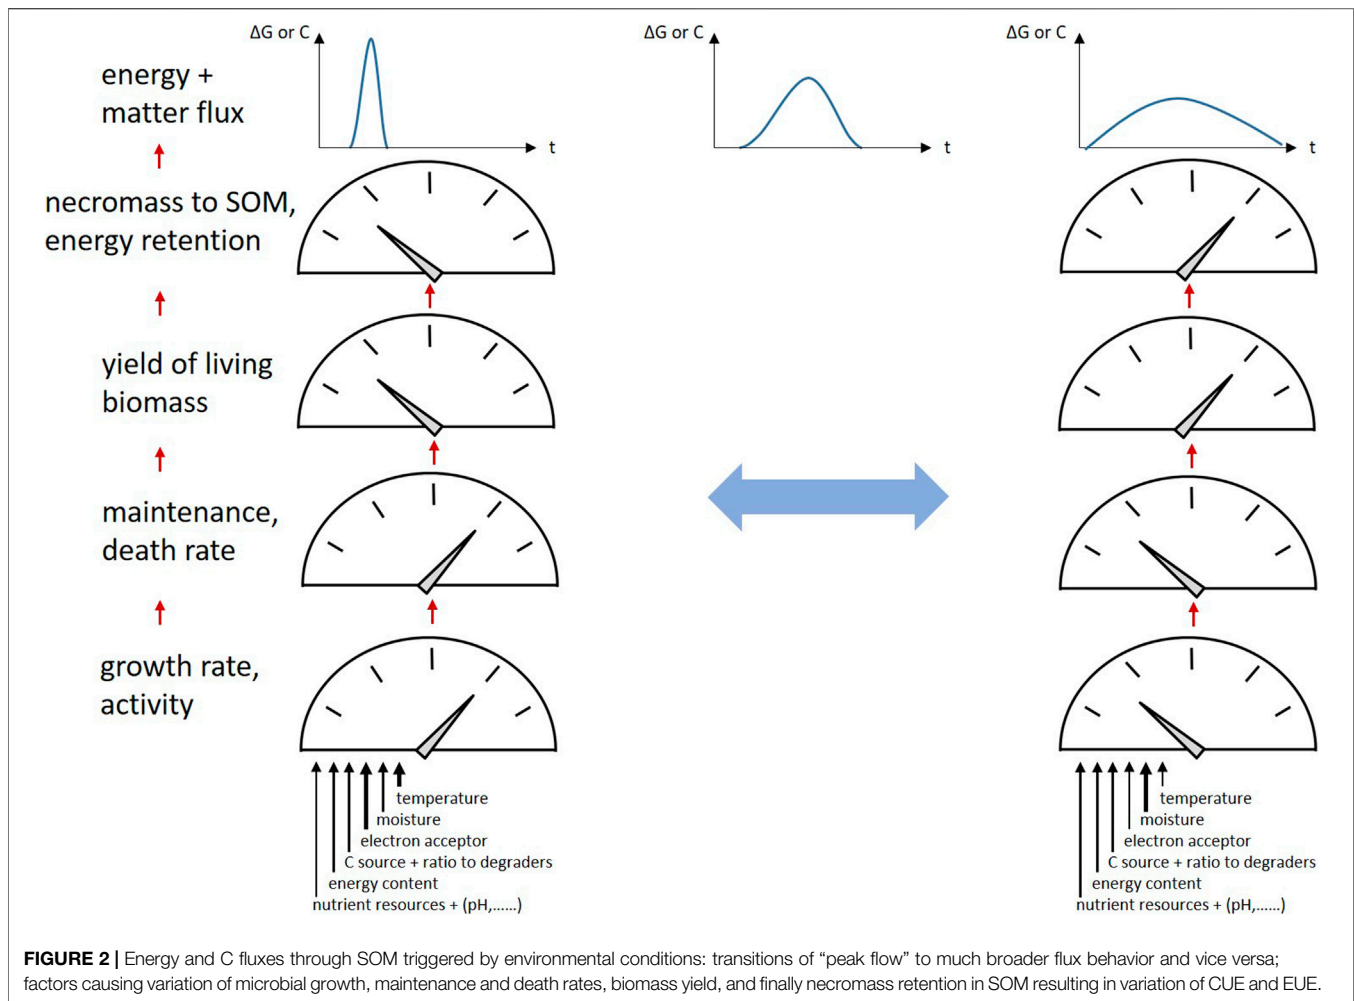 ΔG or C
t
ΔG or C
t
ΔG or C
t
energy +
matter flux
necromass to SOM,
energy retention
yield of living
biomass
maintenance,
death rate
growth rate,
activity
temperature
moisture
electron acceptor
C source + ratio to degraders
energy content
nutrient resources + (pH,......)
temperature
moisture
electron acceptor
C source + ratio to degraders
energy content
nutrient resources + (pH,......)
FIGURE 2 | Energy and C fluxes through SOM triggered by environmental conditions: transitions of “peak flow” to much broader flux behavior and vice versa;
factors causing variation of microbial growth, maintenance and death rates, biomass yield, and finally necromass retention in SOM resulting in variation of CUE and EUE.